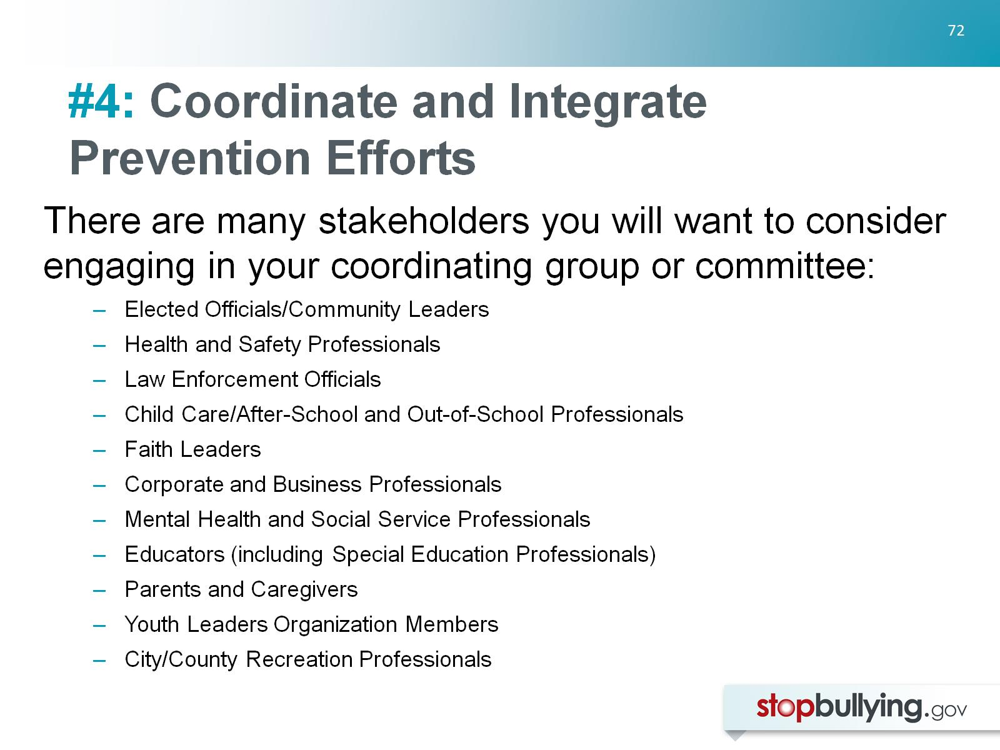 72
#4: Coordinate and Integrate
Prevention Efforts
There are many stakeholders you will want to consider
engaging in your coordinating group or committee:
– Elected Officials/Community Leaders
– Health and Safety Professionals
– Law Enforcement Officials
– Child Care/After-School and Out-of-School Professionals
– Faith Leaders
– Corporate and Business Professionals
– Mental Health and Social Service Professionals
– Educators (including Special Education Professionals)
– Parents and Caregivers
– Youth Leaders Organization Members
– City/County Recreation Professionals
stopbullying.gov